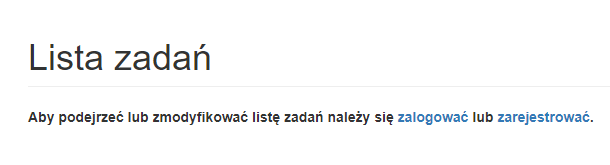 Lista zadań
Aby podejrzeć lub zmodyfikować listę zadań należy się zalogować lub zarejestrować.